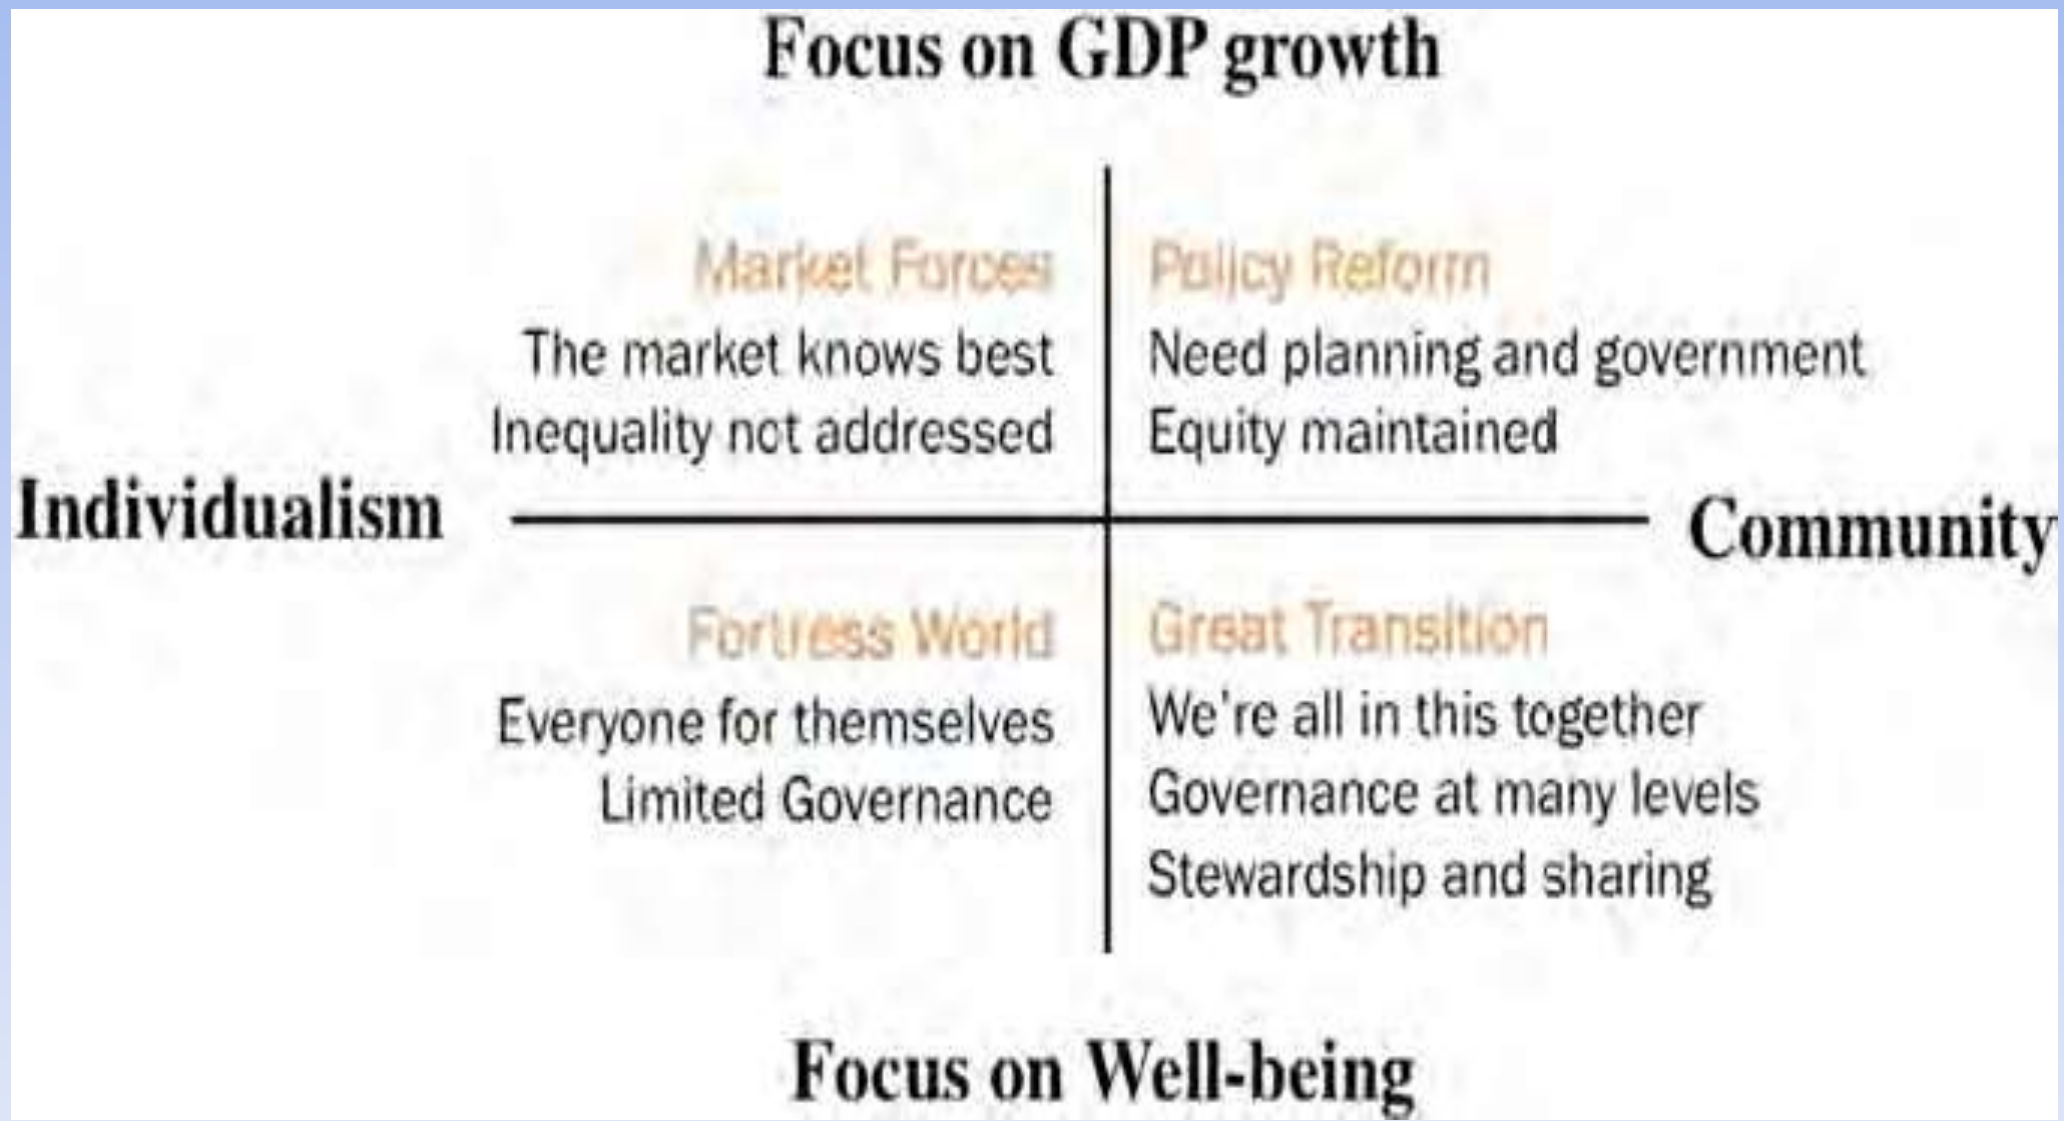 Focus on GDP growth
Market Forces
The market knows best
Inequality not addressed
Policy Reform
Need planning and government
Equity maintained
Individualism
Community
Fortress World
Everyone for themselves
Limited Governance
Great Transition
We're all in this together
Governance at many levels
Stewardship and sharing
Focus on Well-being